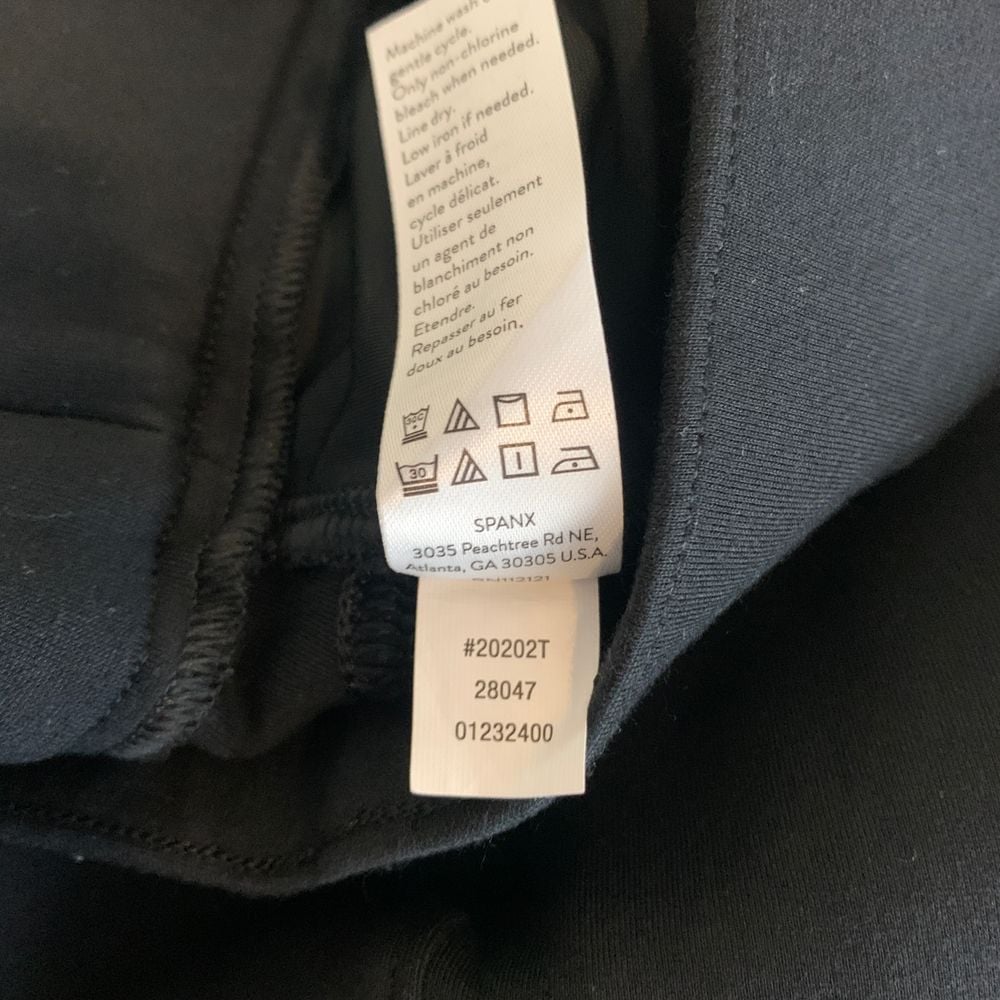 Machine wash
gentle cycle.
Only non-chlorine
bleach when needed.
Line dry.
Low iron if needed.
Laver à froid
en machine,
cycle délicat.
Utiliser seulement
un agent de
blanchiment non
chloré au besoin.
Etendre.
Repasser au fer
doux au besoin.
30C
30
SPANX
3035 Peachtree Rd NE,
Atlanta, GA 30305 U.S.A.
RN112121
#20202T
28047
01232400